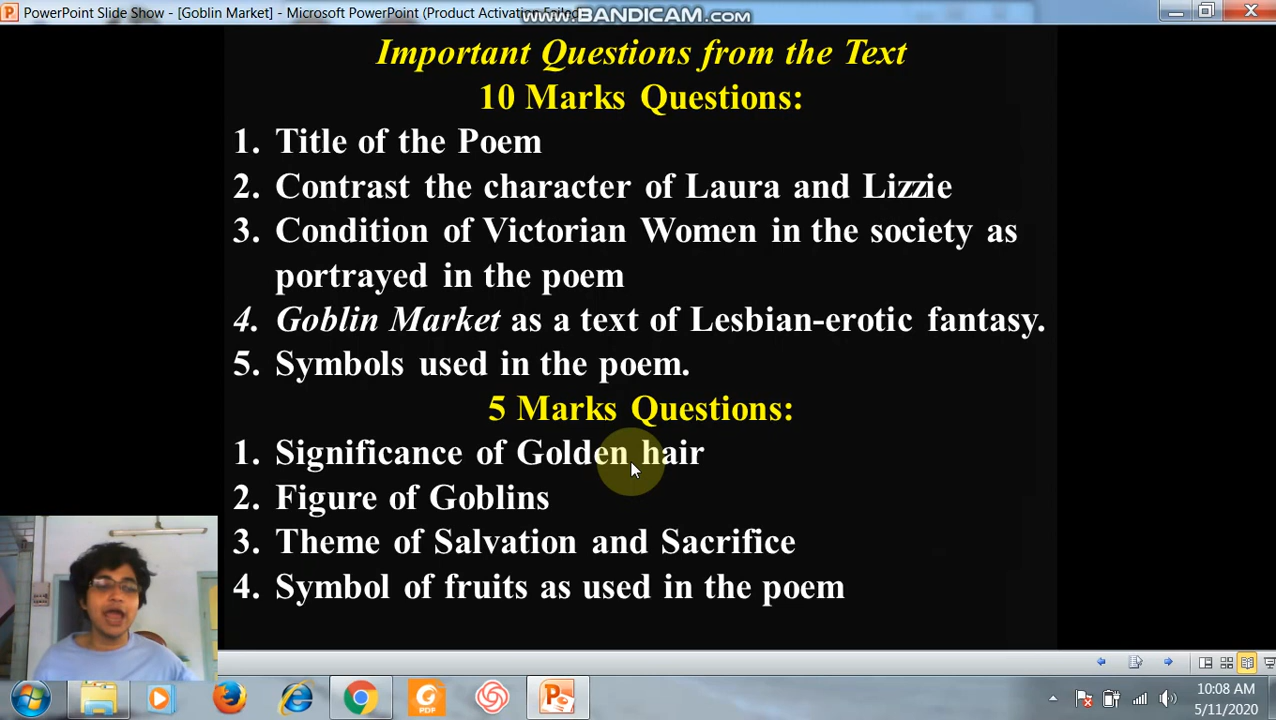 PowerPoint Slide Show - [Goblin Market] - Microsoft PowerPoint (Product Activation Failed
www.BANDICAM.com
Important Questions from the Text
10 Marks Questions:
1. Title of the Poem
2. Contrast the character of Laura and Lizzie
3. Condition of Victorian Women in the society as
portrayed in the poem
4. Goblin Market as a text of Lesbian-erotic fantasy.
5. Symbols used in the poem.
5 Marks Questions:
1. Significance of Golden hair
2. Figure of Goblins
3. Theme of Salvation and Sacrifice
4. Symbol of fruits as used in the poem
PDF
10:08 AM
5/11/2020